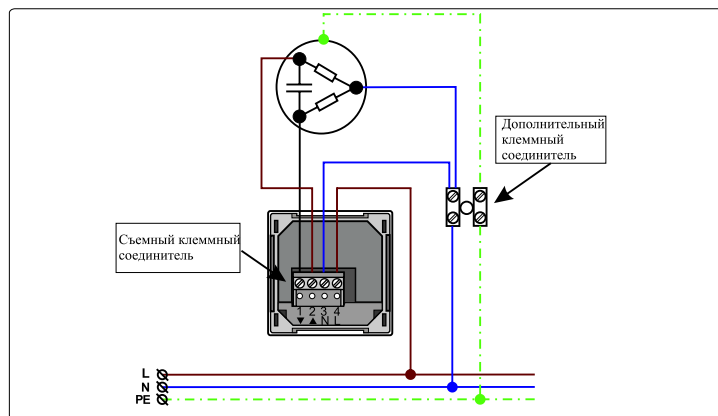 Дополнительный
клеммный
соединитель
Съемный клеммный
соединитель
1 2 3 4
▼ ▲ N L
L
N
PE